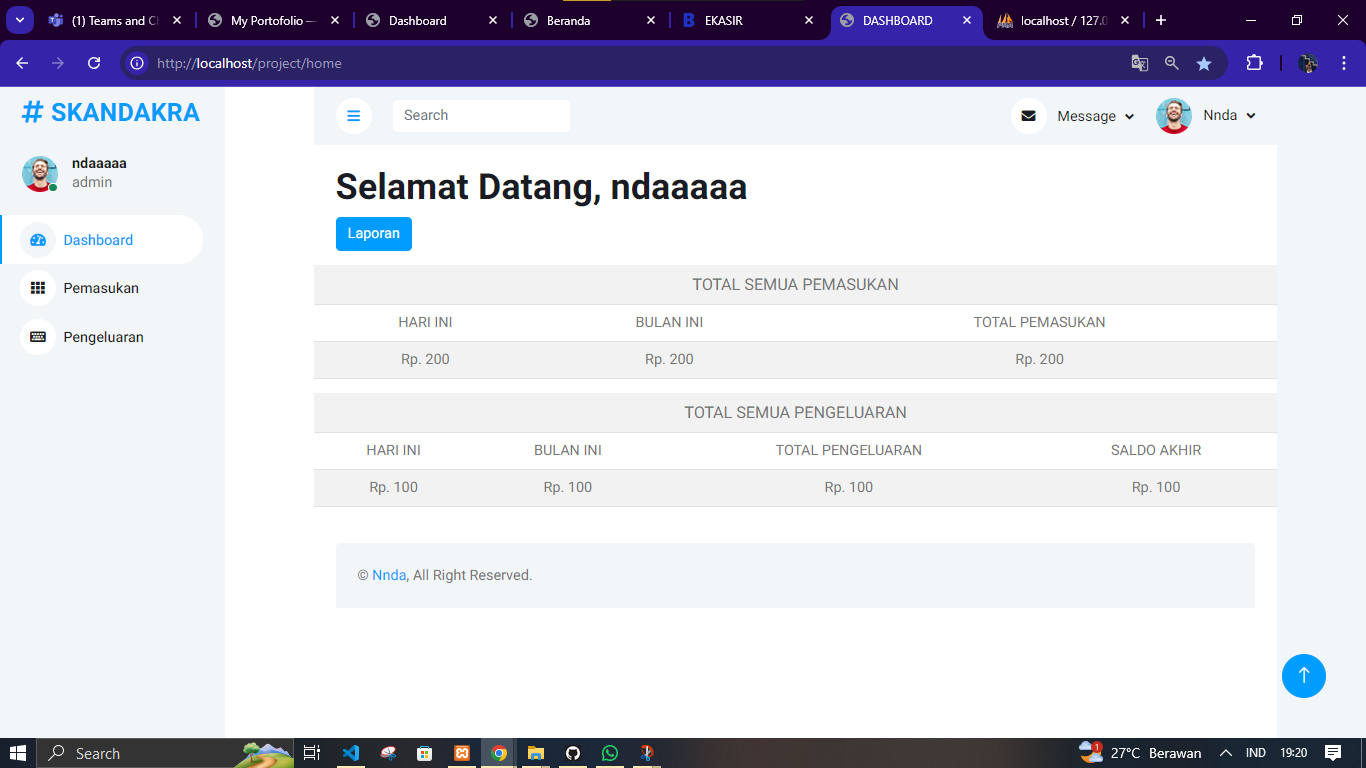 (1) Teams and Ch
My Portofolio —
Dashboard
Beranda
EKASIR
DASHBOARD
localhost / 127.0
http://localhost/project/home
# SKANDAKRA
Search
Message
Nnda
ndaaaaa
admin
Dashboard
Pemasukan
Pengeluaran
Selamat Datang, ndaaaaa
Laporan
TOTAL SEMUA PEMASUKAN
HARI INI BULAN INI TOTAL PEMASUKAN
Rp. 200 Rp. 200 Rp. 200
TOTAL SEMUA PENGELUARAN
HARI INI BULAN INI TOTAL PENGELUARAN SALDO AKHIR
Rp. 100 Rp. 100 Rp. 100 Rp. 100
© Nnda, All Right Reserved.
Search
1
27°C Berawan
IND
19:20